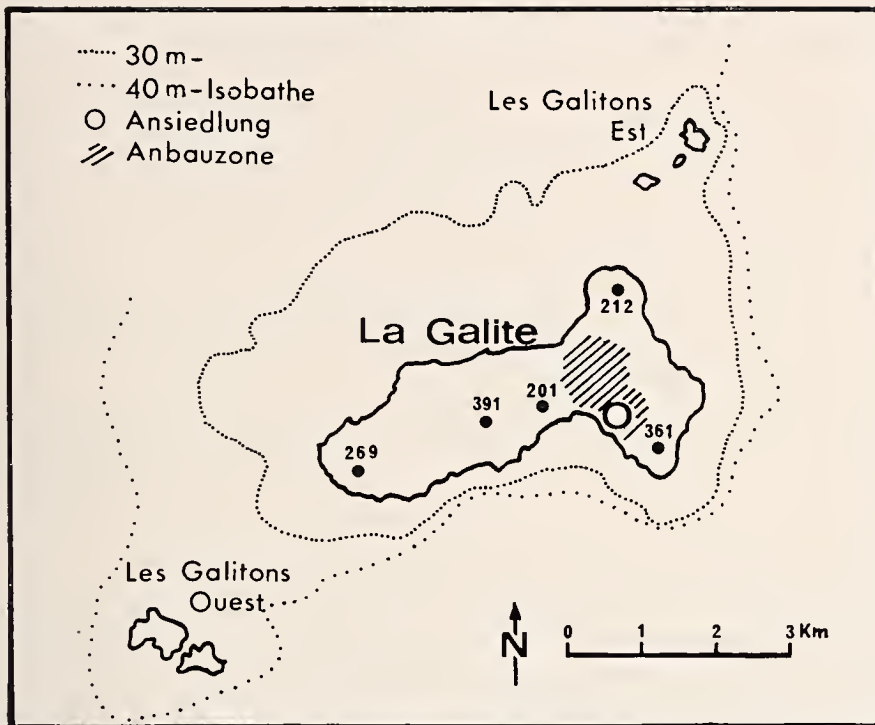 30 m-
40 m-Isobathe
Ansiedlung
Anbauzone
Les Galitons
Est
212
La Galite
201
391
361
269
Les Galitons
Ouest
N
0 1 2 3 Km